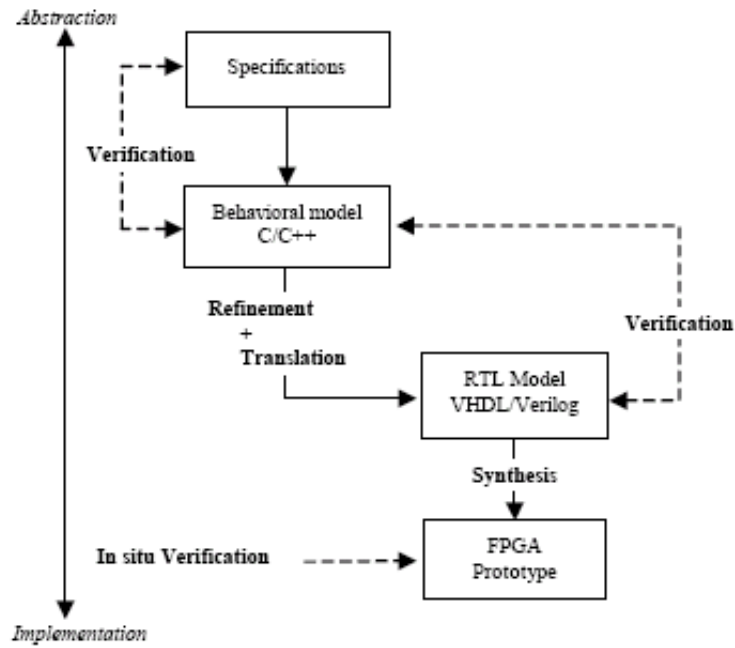 Abstraction
Specifications
Verification
Behavioral model
C/C++
Refinement
+
Translation
Verification
RTL Model
VHDL/Verilog
Synthesis
In situ Verification
FPGA
Prototype
Implementation